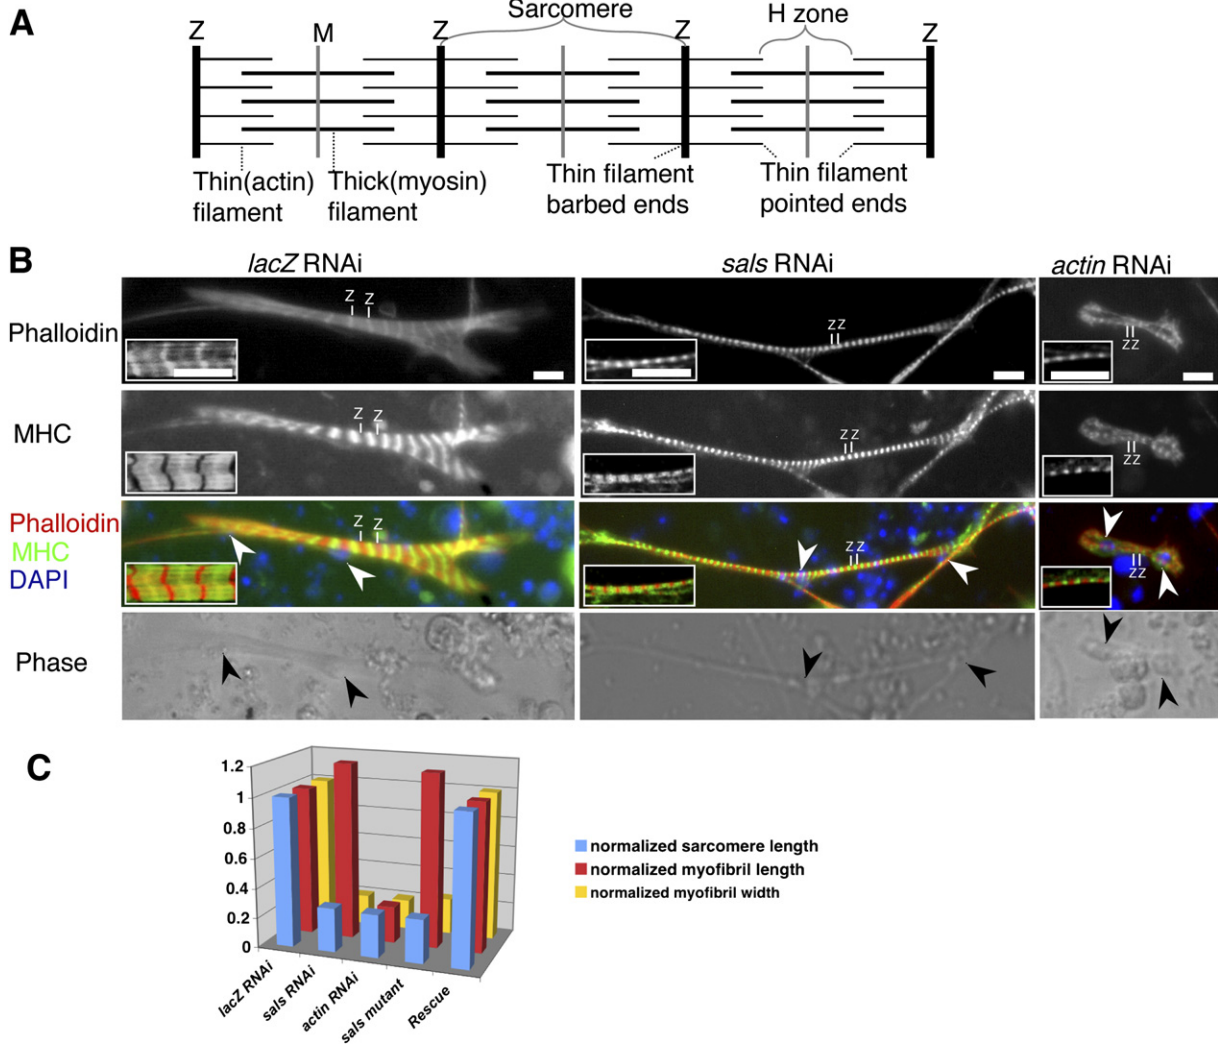 A
Sarcomere
H zone
Z
M
Z
Z
Z
Thin(actin)
filament
Thick(myosin)
filament
Thin filament
barbed ends
Thin filament
pointed ends
B
lacZ RNAi
sals RNAi
actin RNAi
Phalloidin
Z Z
ZZ
ZZ
MHC
Z Z
ZZ
ZZ
Phalloidin
MHC
DAPI
Z Z
ZZ
ZZ
Phase
C
1.2
1
0.8
0.6
0.4
0.2
0
lacZ RNAi
sals RNAi
actin RNAi
sals mutant
Rescue
normalized sarcomere length
normalized myofibril length
normalized myofibril width